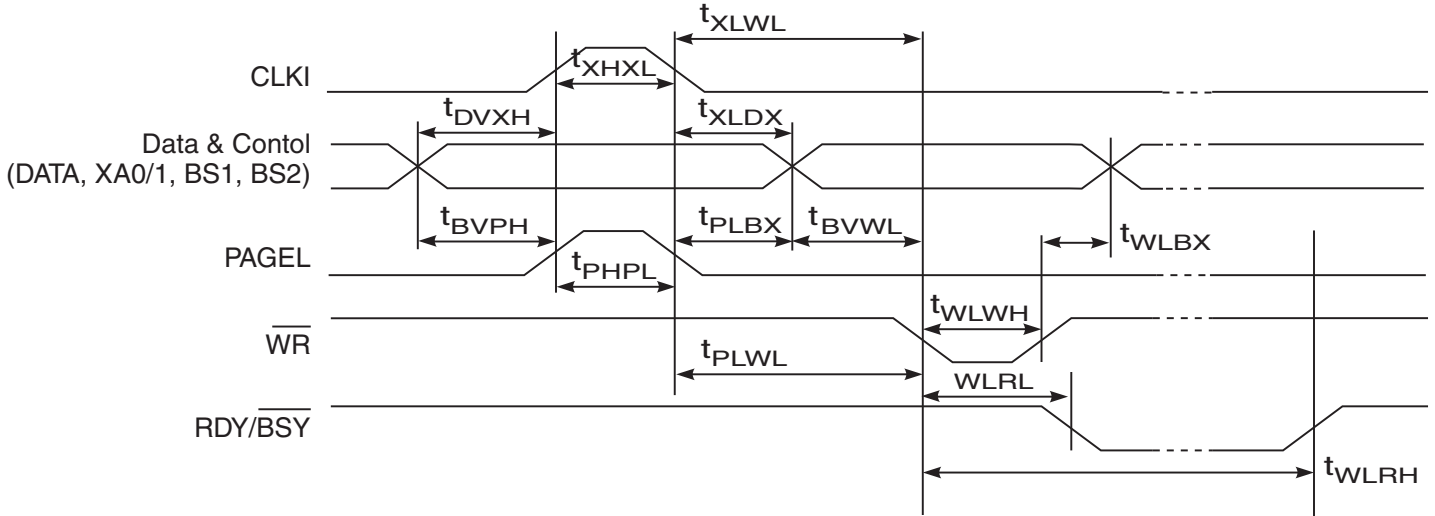 tXLWL
CLKI
tXHXL
tDVXH
tXLDX
Data & Contol
(DATA, XA0/1, BS1, BS2)
tBVPH
tPLBX
tBVWL
tWLBX
PAGEL
tPHPL
tWLWH
WR
tPLWL
WLRL
RDY/BSY
tWLRH